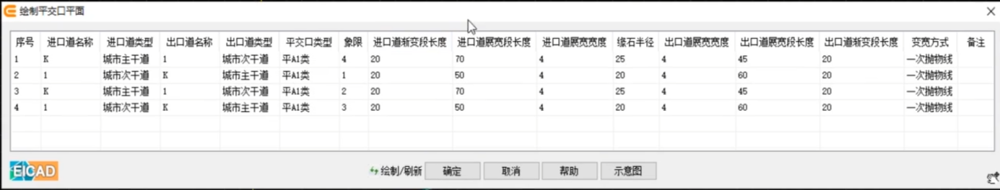 绘制平交口平面
序号 进口道名称 进口道类型 出口道名称 出口道类型 平交口类型 象限 进口道渐变段长度 进口道展宽段长度 进口道展宽宽度 缘石半径 出口道展宽宽度 出口道展宽段长度 出口道渐变段长度 变宽方式 备注
1 K 城市主干道 1 城市次干道 平A1类 4 20 70 4 25 4 45 20 一次抛物线
2 1 城市次干道 K 城市主干道 平A1类 1 20 50 4 20 4 60 20 一次抛物线
3 K 城市主干道 1 城市次干道 平A1类 2 20 70 4 25 4 45 20 一次抛物线
4 1 城市次干道 K 城市主干道 平A1类 3 20 50 4 20 4 60 20 一次抛物线
EICAD 绘制/刷新 确定 取消 帮助 示意图